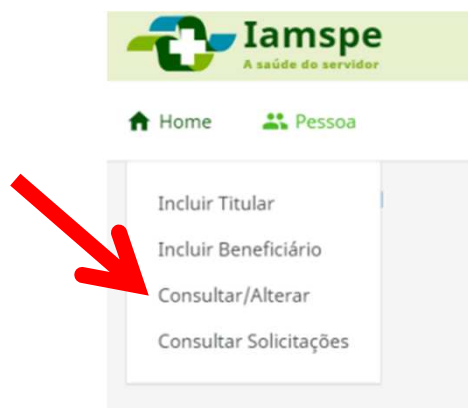 Iamspe
A saúde do servidor
Home Pessoa
Incluir Titular
Incluir Beneficiário
Consultar/Alterar
Consultar Solicitações